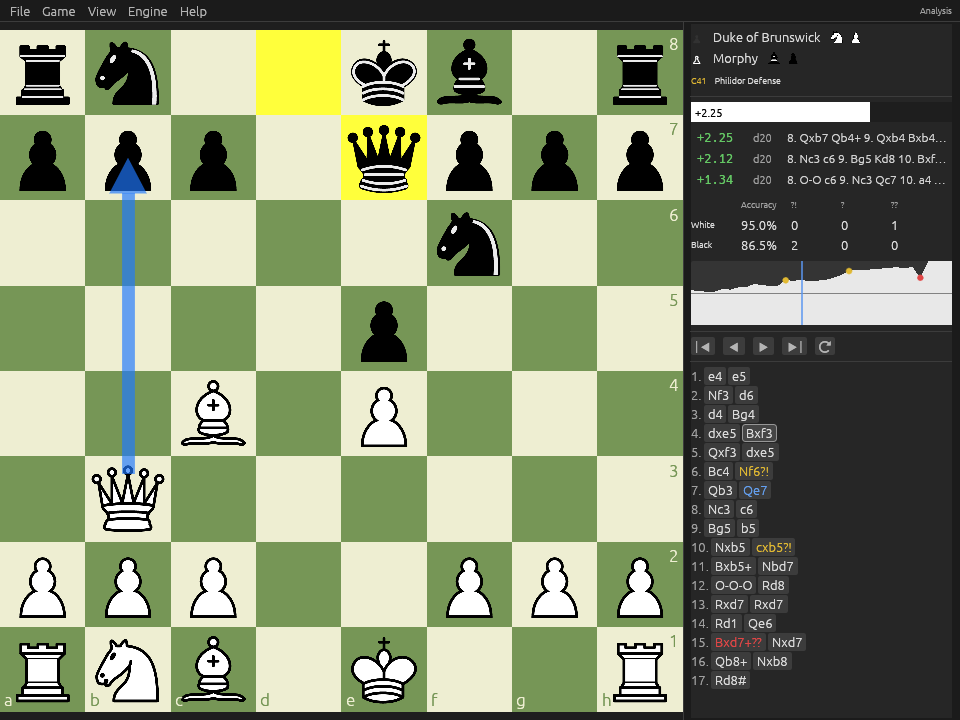 File Game View Engine Help Analysis
8
7
6
5
4
3
2
1
a b c d e f g h
Duke of Brunswick
Morphy
C41 Philidor Defense
+2.25
+2.25 d20 8. Qxb7 Qb4+ 9. Qxb4 Bxb4...
+2.12 d20 8. Nc3 c6 9. Bg5 Kd8 10. Bxf...
+1.34 d20 8. O-O c6 9. Nc3 Qc7 10. a4 ...
Accuracy ?! ? ??
White 95.0% 0 0 1
Black 86.5% 2 0 0
1. e4 e5
2. Nf3 d6
3. d4 Bg4
4. dxe5 Bxf3
5. Qxf3 dxe5
6. Bc4 Nf6?!
7. Qb3 Qe7
8. Nc3 c6
9. Bg5 b5
10. Nxb5 cxb5?!
11. Bxb5+ Nbd7
12. O-O-O Rd8
13. Rxd7 Rxd7
14. Rd1 Qe6
15. Bxd7+?? Nxd7
16. Qb8+ Nxb8
17. Rd8#